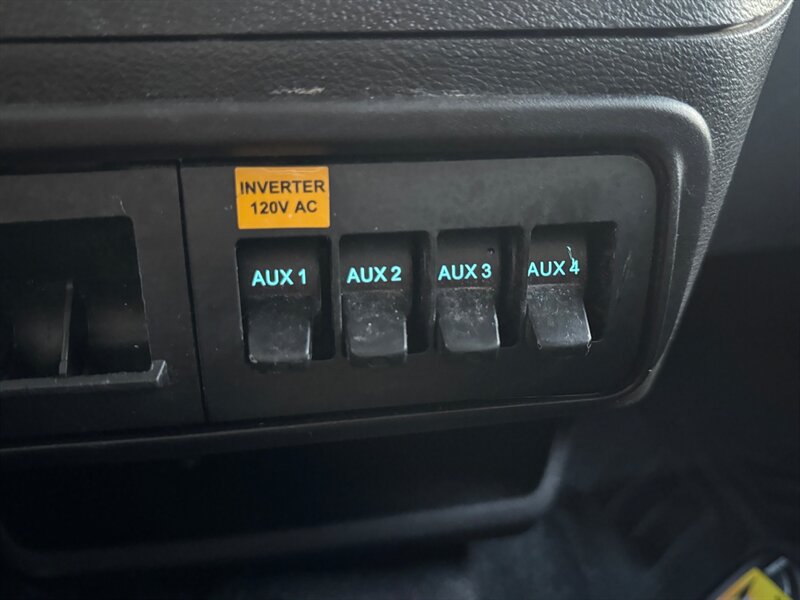 INVERTER
120V AC
AUX 1
AUX 2
AUX 3
AUX 4